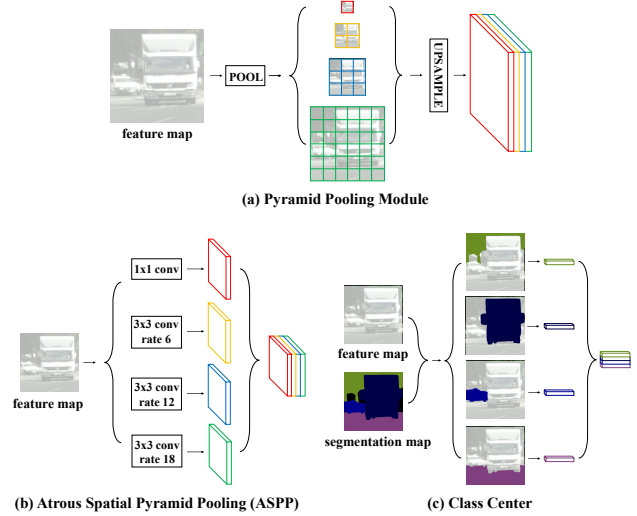 POOL
UPSAMPLE
feature map
(a) Pyramid Pooling Module
1x1 conv
3x3 conv
rate 6
3x3 conv
rate 12
3x3 conv
rate 18
feature map
feature map
segmentation map
(b) Atrous Spatial Pyramid Pooling (ASPP)
(c) Class Center